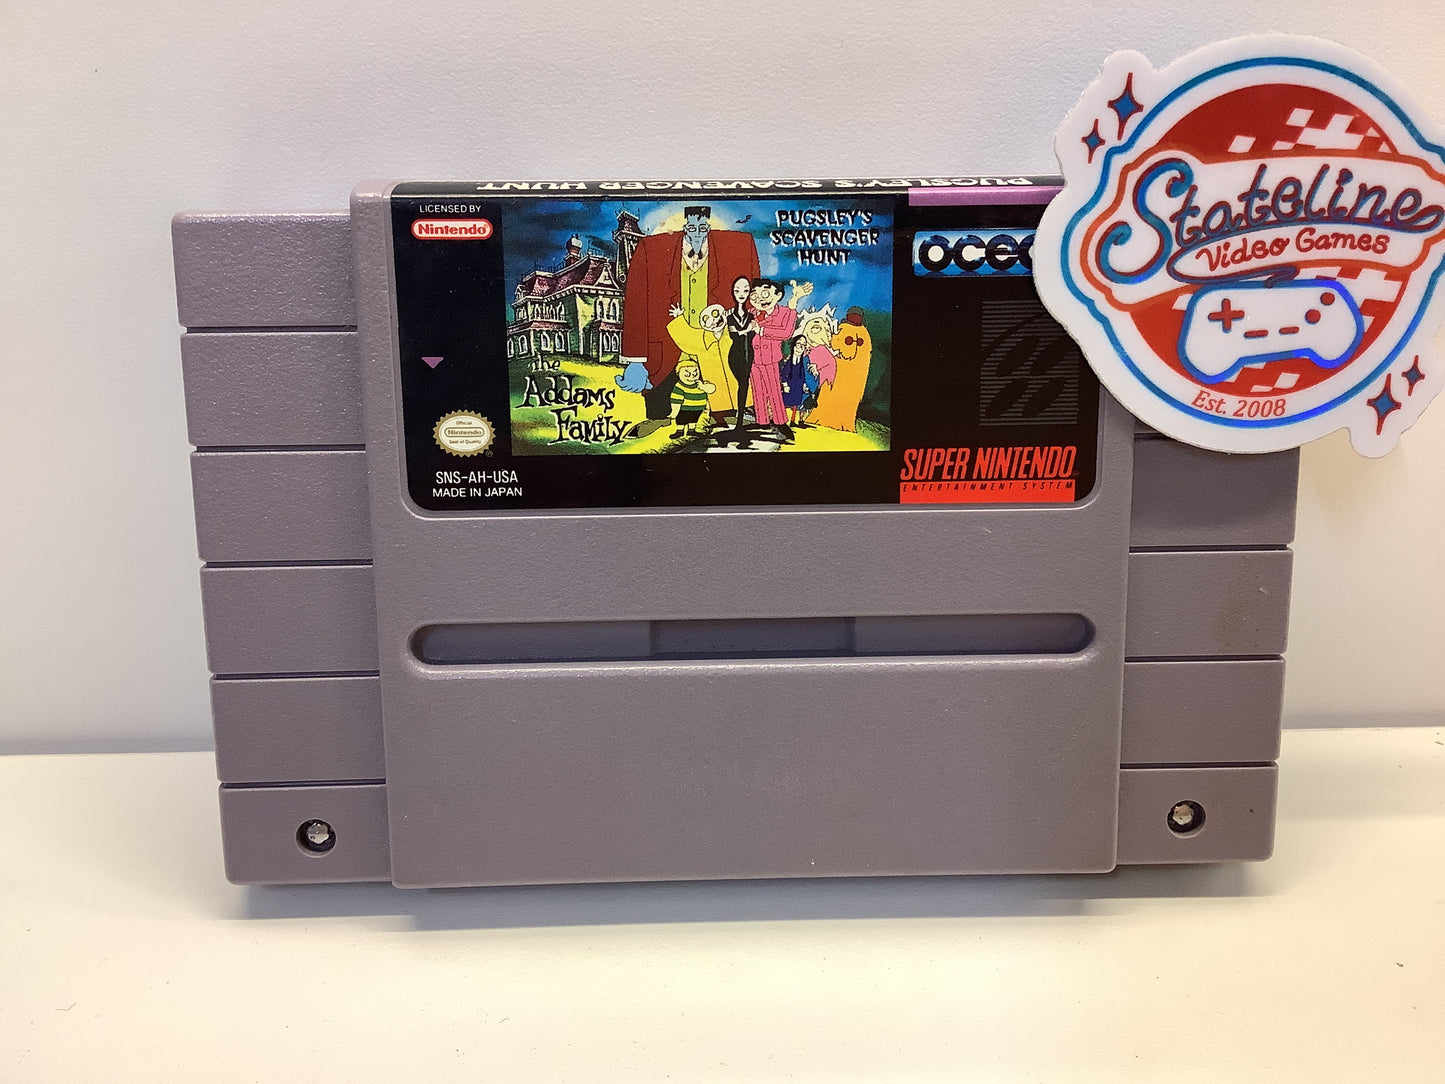 PUGSLEY'S SCAVENGER HUNT
LICENSED BY
Nintendo
PUGSLEY'S
SCAVENGER
HUNT
The
Addams
Family
Official
Nintendo
Seal of Quality
SNS-AH-USA
MADE IN JAPAN
SUPER NINTENDO
ENTERTAINMENT SYSTEM
Stateline
Video Games
Est. 2008